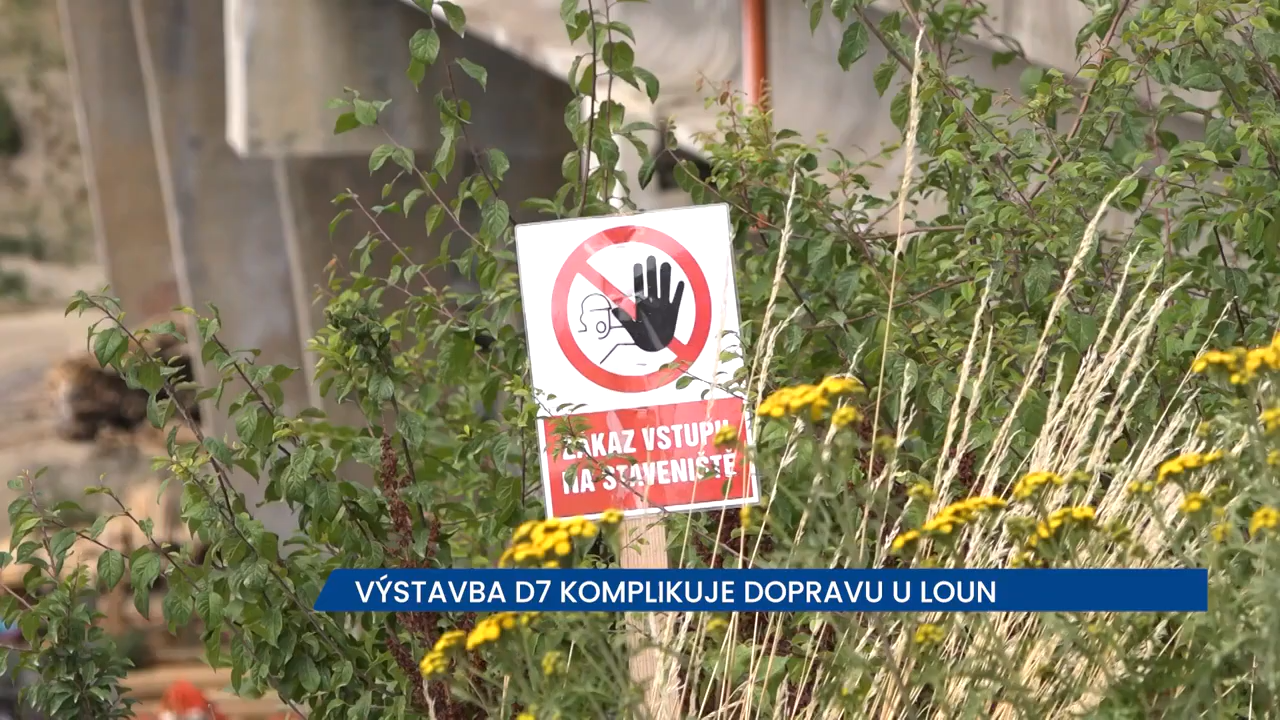 ZÁKAZ VSTUPU
NA STAVENIŠTĚ
VÝSTAVBA D7 KOMPLIKUJE DOPRAVU U LOUN